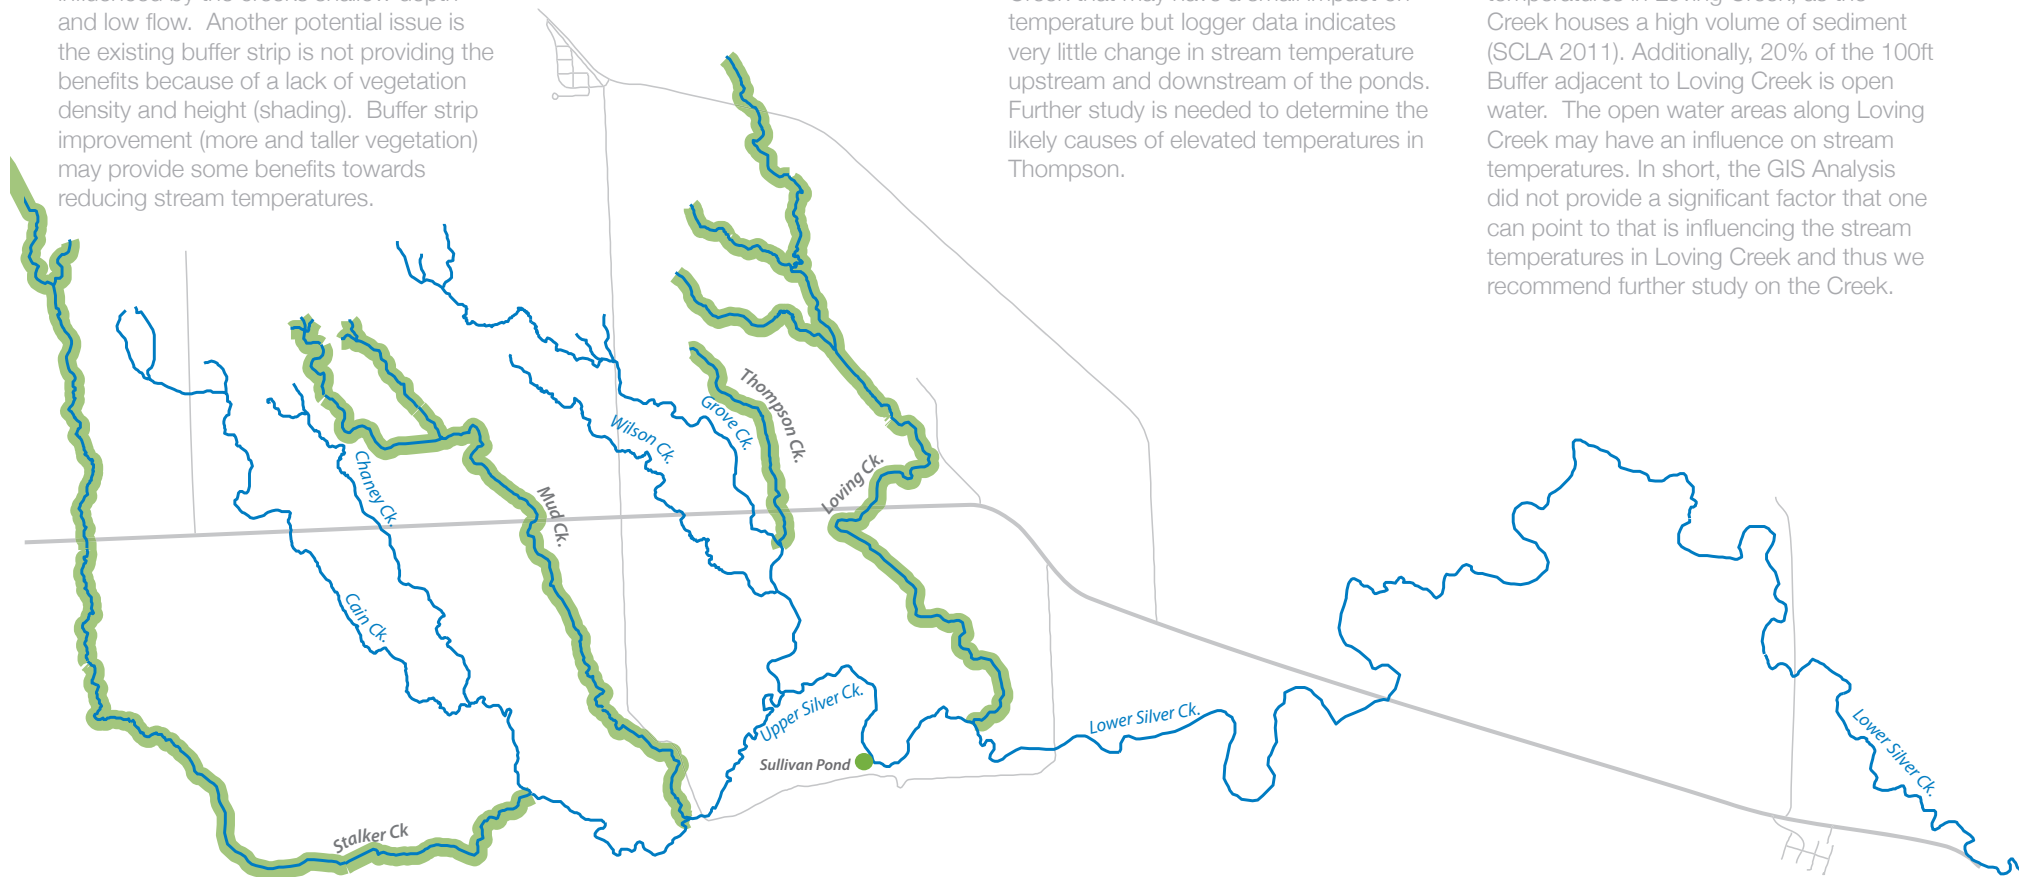 and low flow. Another potential issue is
the existing buffer strip is not providing the
benefits because of a lack of vegetation
density and height (shading). Buffer strip
improvement (more and taller vegetation)
may provide some benefits towards
reducing stream temperatures.
temperature but logger data indicates
very little change in stream temperature
upstream and downstream of the ponds.
Further study is needed to determine the
likely causes of elevated temperatures in
Thompson.
temperatures in Loving Creek, as the
Creek houses a high volume of sediment
(SCLA 2011). Additionally, 20% of the 100ft
Buffer adjacent to Loving Creek is open
water. The open water areas along Loving
Creek may have an influence on stream
temperatures. In short, the GIS Analysis
did not provide a significant factor that one
can point to that is influencing the stream
temperatures in Loving Creek and thus we
recommend further study on the Creek.
Thompson Ck.
Grove Ck.
Wilson Ck.
Loving Ck.
Chaney Ck.
Mud Ck.
Cain Ck.
Upper Silver Ck.
Lower Silver Ck.
Lower Silver Ck.
Sullivan Pond
Stalker Ck